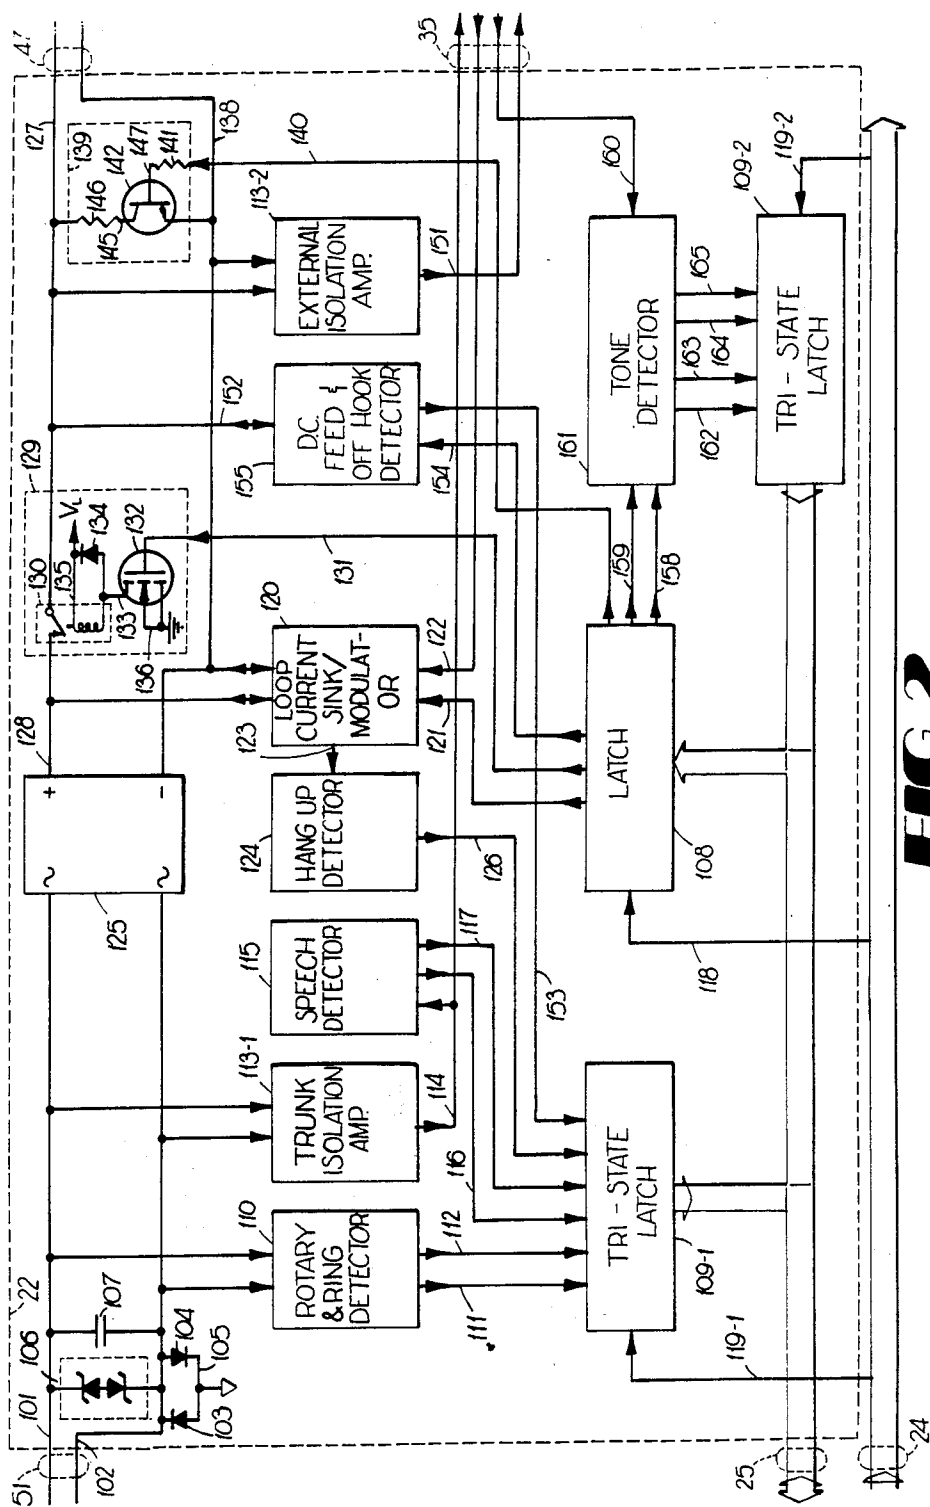 51
101
106
22
107
128
129
127
47
102
103
104
105
125
~
~
+
−
130
135
V_L
134
132
133
136
146
139
142
147
145
141
138
152
140
110
ROTARY
& RING
DETECTOR
113-1
TRUNK
ISOLATION
AMP.
115
SPEECH
DETECTOR
124
HANG UP
DETECTOR
123
120
LOOP
CURRENT
SINK/
MODULAT-
OR
155
D.C.
FEED &
OFF HOOK
DETECTOR
113-2
EXTERNAL
ISOLATION
AMP.
35
111
112
114
116
117
126
121
122
131
154
151
153
160
TRI-STATE
LATCH
109-1
LATCH
108
118
159
158
161
TONE
DETECTOR
162
163
164
165
109-2
TRI-STATE
LATCH
119-2
119-1
25
24
FIG 2